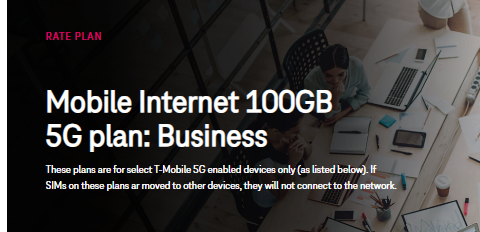 RATE PLAN
Mobile Internet 100GB
5G plan: Business
These plans are for select T-Mobile 5G enabled devices only (as listed below). If
SIMs on these plans ar moved to other devices, they will not connect to the network.